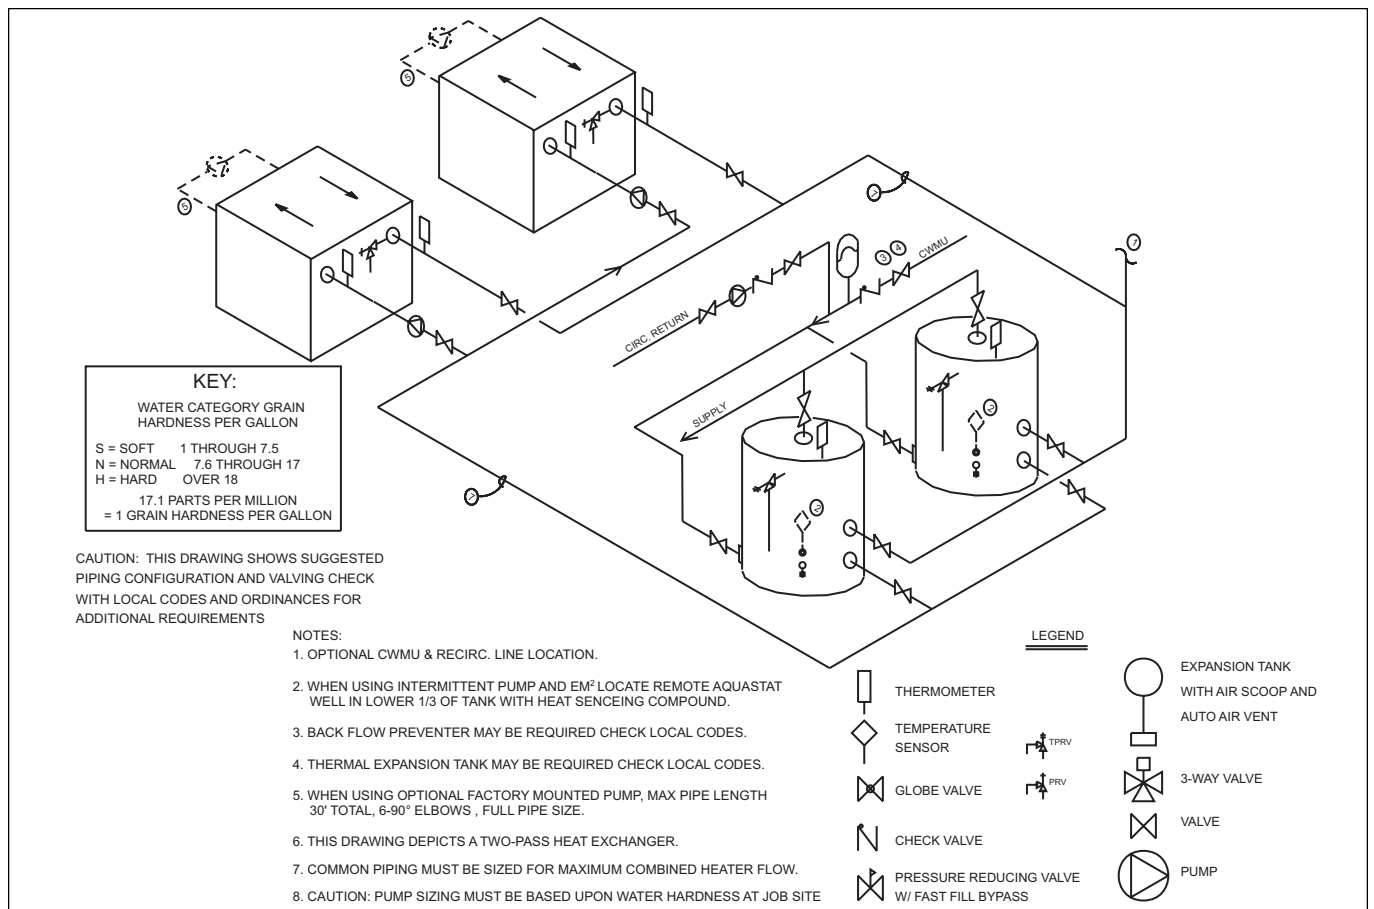 5
5
7
1
3
4
CWMU
CIRC. RETURN
SUPPLY
2
2
7
KEY:
WATER CATEGORY GRAIN
HARDNESS PER GALLON
S = SOFT 1 THROUGH 7.5
N = NORMAL 7.6 THROUGH 17
H = HARD OVER 18
17.1 PARTS PER MILLION
= 1 GRAIN HARDNESS PER GALLON
CAUTION: THIS DRAWING SHOWS SUGGESTED
PIPING CONFIGURATION AND VALVING CHECK
WITH LOCAL CODES AND ORDINANCES FOR
ADDITIONAL REQUIREMENTS
NOTES:
1. OPTIONAL CWMU & RECIRC. LINE LOCATION.
2. WHEN USING INTERMITTENT PUMP AND EM² LOCATE REMOTE AQUASTAT
WELL IN LOWER 1/3 OF TANK WITH HEAT SENCEING COMPOUND.
3. BACK FLOW PREVENTER MAY BE REQUIRED CHECK LOCAL CODES.
4. THERMAL EXPANSION TANK MAY BE REQUIRED CHECK LOCAL CODES.
5. WHEN USING OPTIONAL FACTORY MOUNTED PUMP, MAX PIPE LENGTH
30' TOTAL, 6-90° ELBOWS , FULL PIPE SIZE.
6. THIS DRAWING DEPICTS A TWO-PASS HEAT EXCHANGER.
7. COMMON PIPING MUST BE SIZED FOR MAXIMUM COMBINED HEATER FLOW.
8. CAUTION: PUMP SIZING MUST BE BASED UPON WATER HARDNESS AT JOB SITE
LEGEND
THERMOMETER
TEMPERATURE
SENSOR
GLOBE VALVE
CHECK VALVE
PRESSURE REDUCING VALVE
W/ FAST FILL BYPASS
TPRV
PRV
EXPANSION TANK
WITH AIR SCOOP AND
AUTO AIR VENT
3-WAY VALVE
VALVE
PUMP